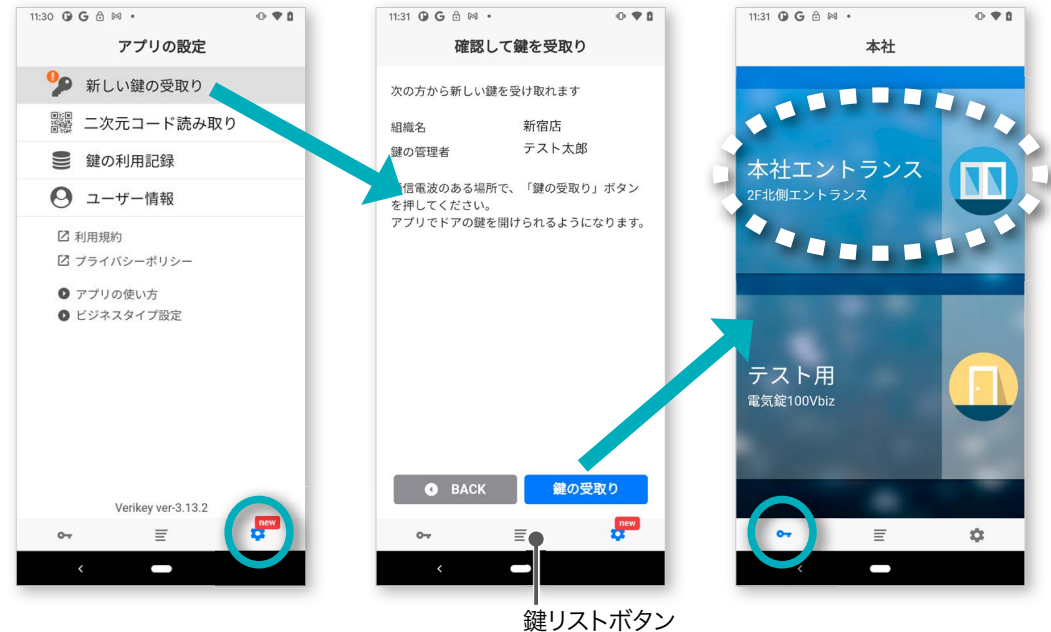 11:30
アプリの設定
新しい鍵の受取り
二次元コード読み取り
鍵の利用記録
ユーザー情報
利用規約
プライバシーポリシー
アプリの使い方
ビジネスタイプ設定
Verikey ver-3.13.2
new
11:31
確認して鍵を受取り
次の方から新しい鍵を受け取れます
組織名 新宿店
鍵の管理者 テスト太郎
信電波のある場所で、「鍵の受取り」ボタン
を押してください。
アプリでドアの鍵を開けられるようになります。
BACK
鍵の受取り
new
鍵リストボタン
11:31
本社
本社エントランス
2F北側エントランス
テスト用
電気錠100Vbiz